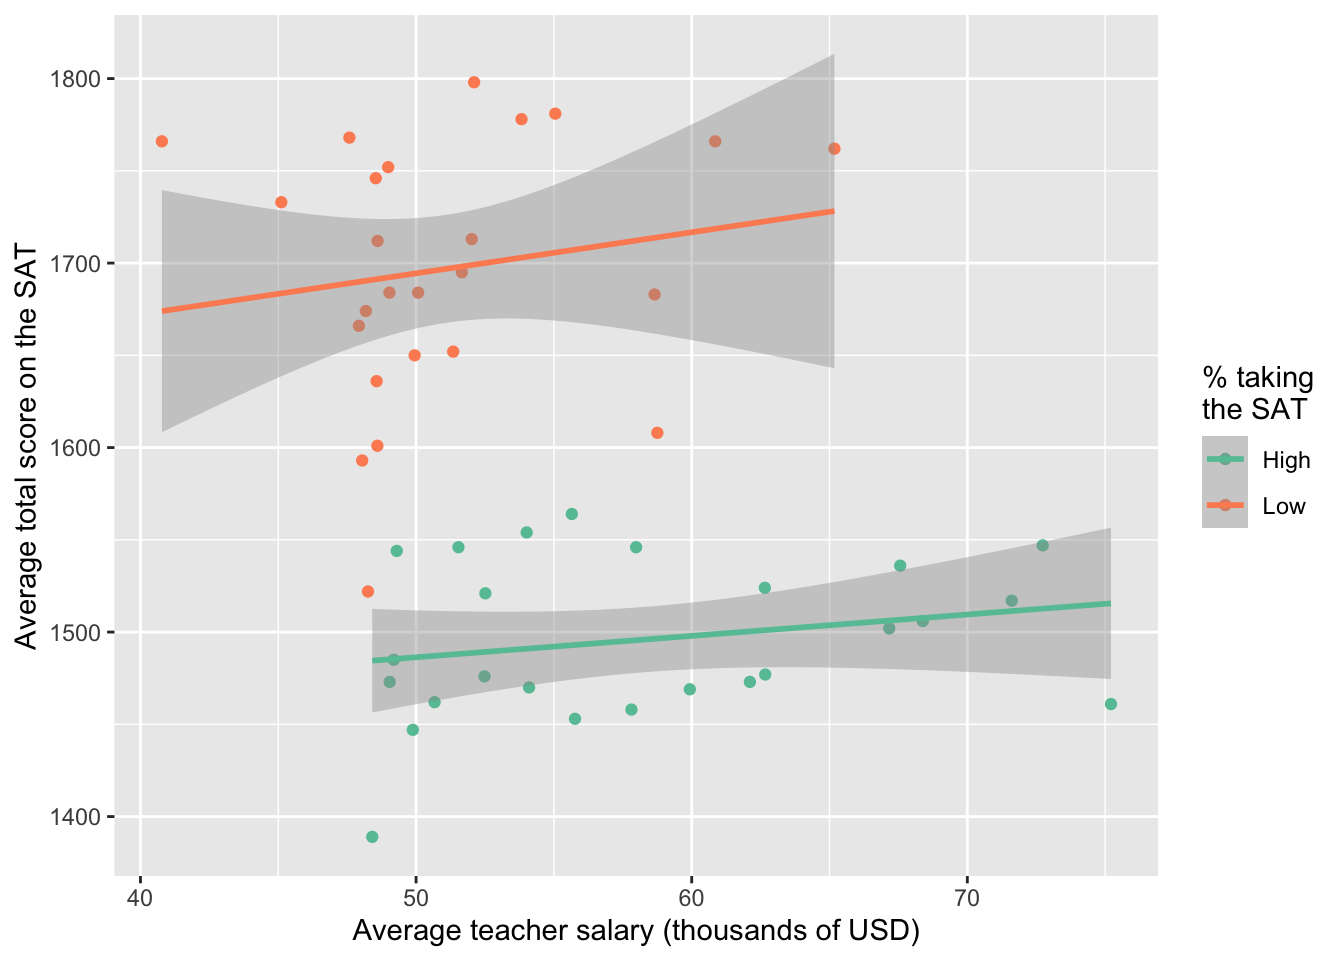 1800
1700
1600
1500
1400
Average total score on the SAT
40 50 60 70
Average teacher salary (thousands of USD)
% taking
the SAT
High
Low